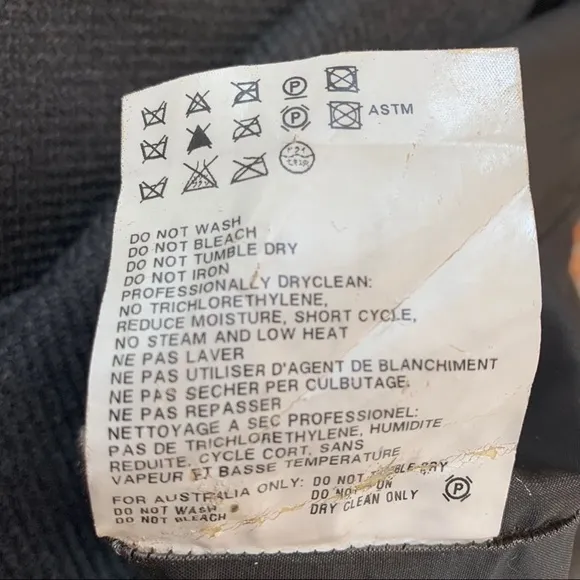 P
P ASTM
DO NOT WASH
DO NOT BLEACH
DO NOT TUMBLE DRY
DO NOT IRON
PROFESSIONALLY DRYCLEAN:
NO TRICHLORETHYLENE,
REDUCE MOISTURE, SHORT CYCLE,
NO STEAM AND LOW HEAT
NE PAS LAVER
NE PAS UTILISER D'AGENT DE BLANCHIMENT
NE PAS SECHER PER CULBUTAGE.
NE PAS REPASSER
NETTOYAGE A SEC PROFESSIONEL:
PAS DE TRICHLORETHYLENE, HUMIDITE
REDUITE, CYCLE CORT, SANS
VAPEUR ET BASSE TEMPERATURE
FOR AUSTRALIA ONLY: DO NOT TUMBLE DRY
DO NOT WASH DO NOT IRON P
DO NOT BLEACH DRY CLEAN ONLY